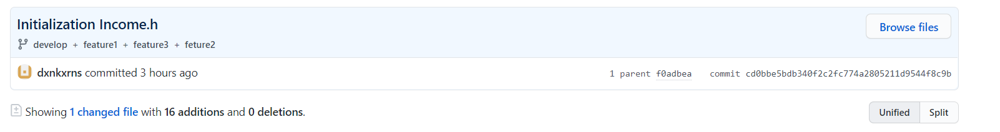 Initialization Income.h
Browse files
develop + feature1 + feature3 + feture2
dxnkxrns committed 3 hours ago
1 parent f0adbea commit cd0bbe5bdb340f2c2fc774a2805211d9544f8c9b
Showing 1 changed file with 16 additions and 0 deletions.
Unified Split